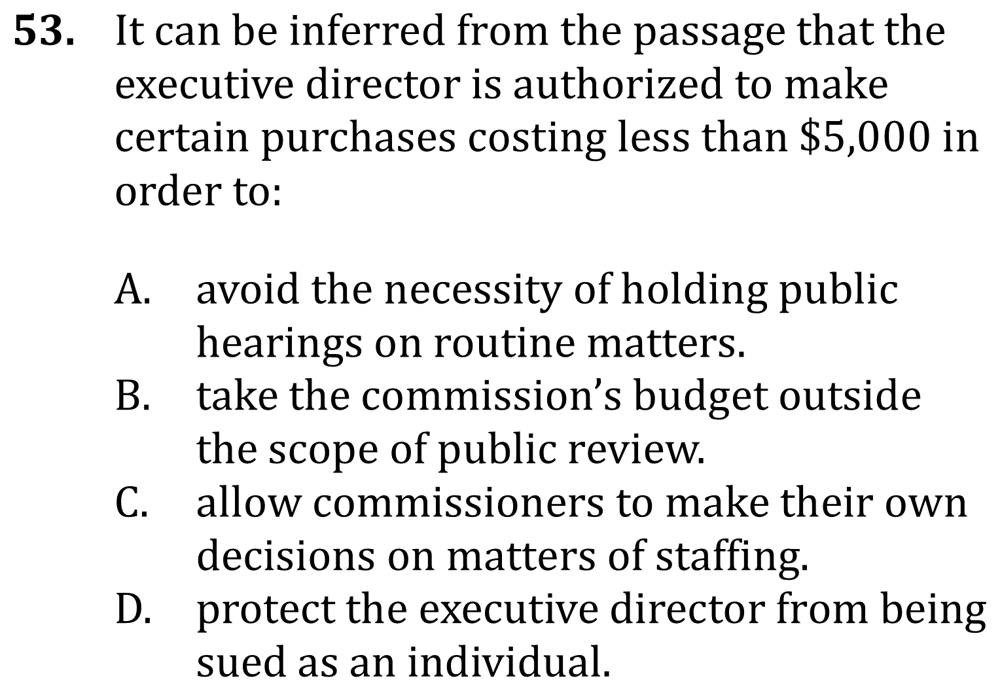 53. It can be inferred from the passage that the
executive director is authorized to make
certain purchases costing less than $5,000 in
order to:
A. avoid the necessity of holding public
hearings on routine matters.
B. take the commission’s budget outside
the scope of public review.
C. allow commissioners to make their own
decisions on matters of staffing.
D. protect the executive director from being
sued as an individual.